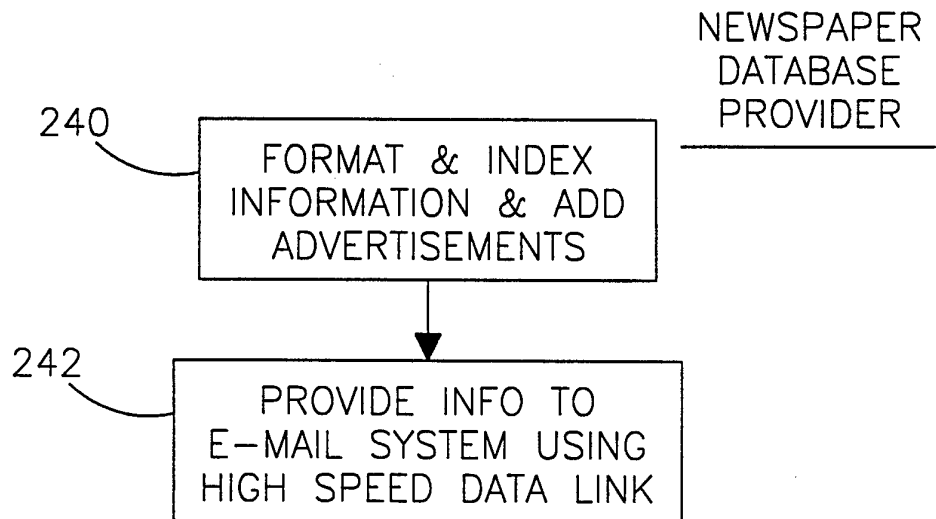 NEWSPAPER
DATABASE
PROVIDER
240
FORMAT & INDEX
INFORMATION & ADD
ADVERTISEMENTS
242
PROVIDE INFO TO
E-MAIL SYSTEM USING
HIGH SPEED DATA LINK